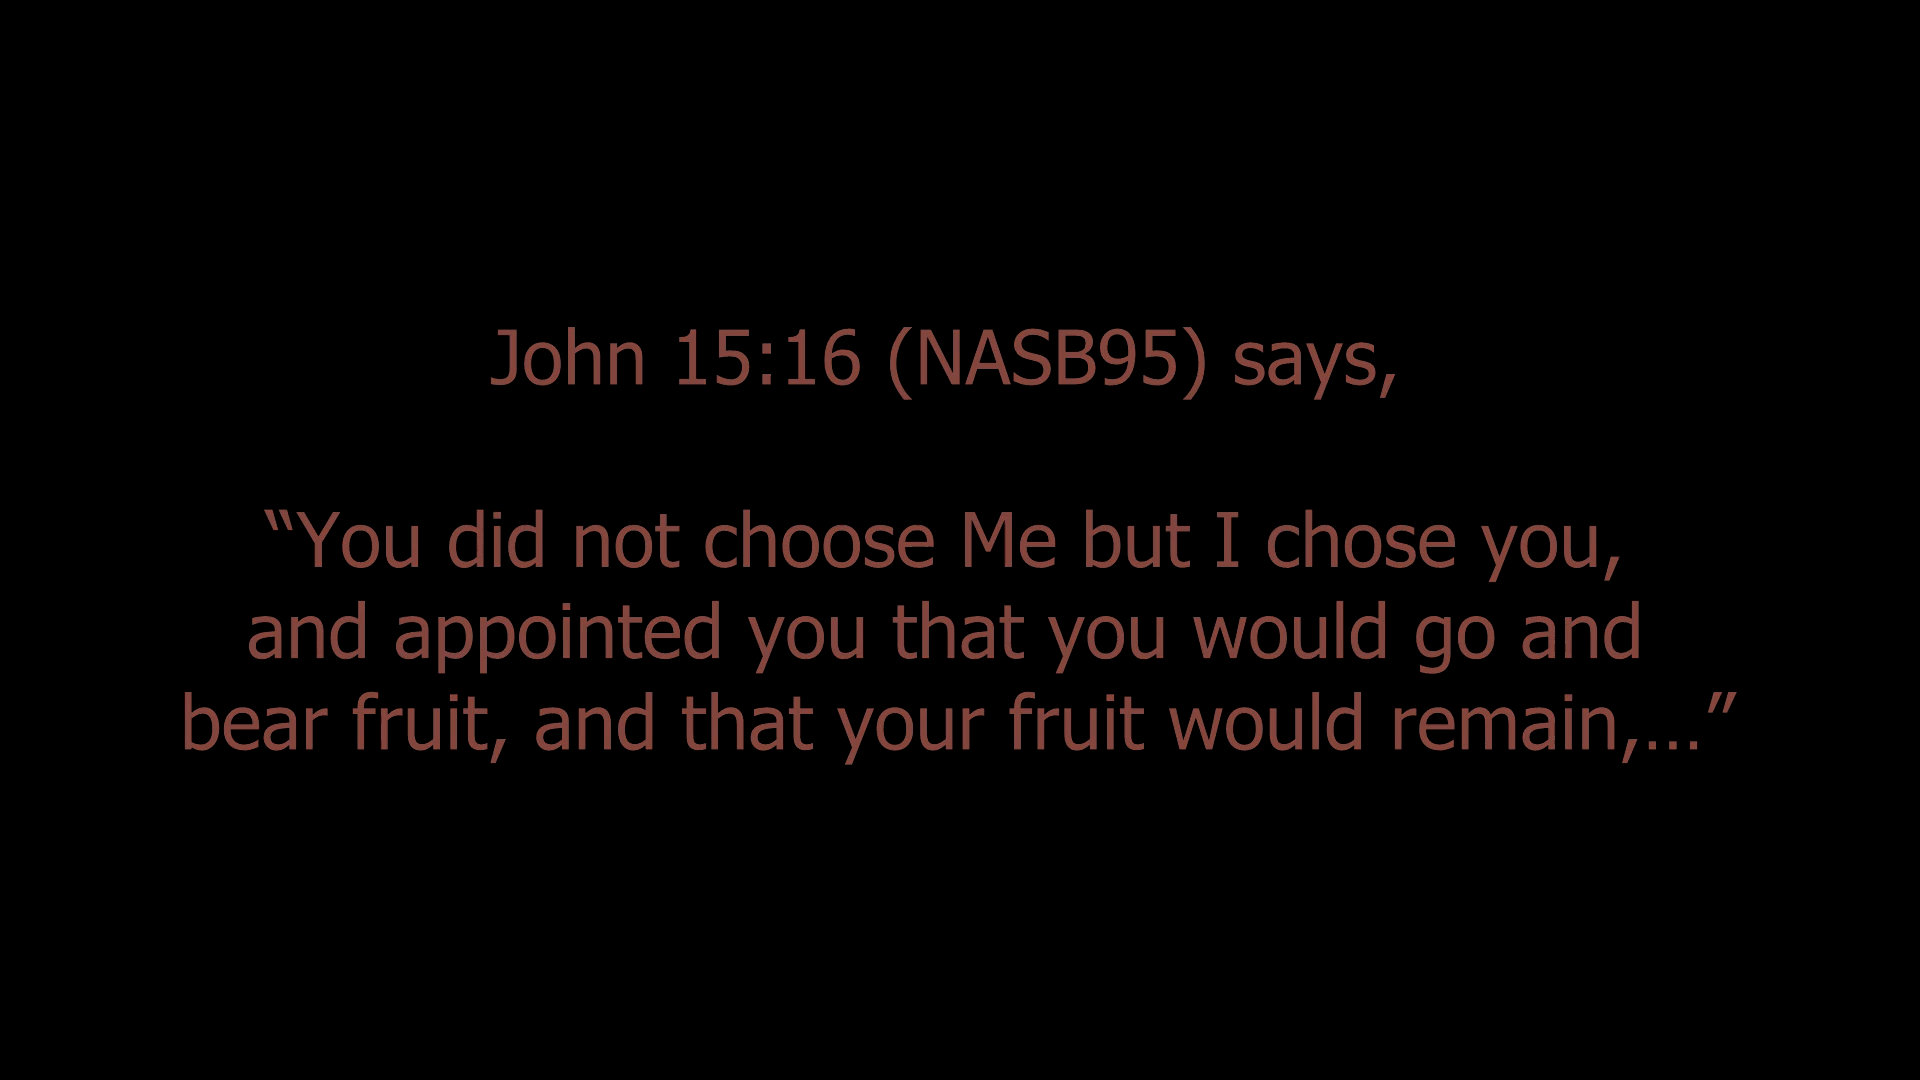 John 15:16 (NASB95) says,
“You did not choose Me but I chose you,
and appointed you that you would go and
bear fruit, and that your fruit would remain,…”